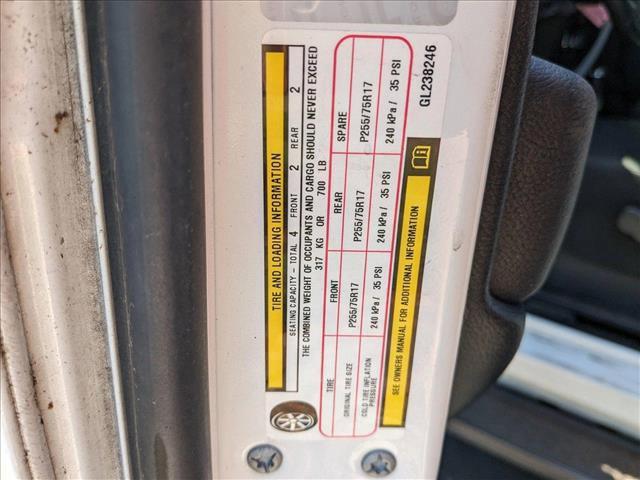 TIRE AND LOADING INFORMATION
SEATING CAPACITY - TOTAL 4 FRONT 2 REAR 2
THE COMBINED WEIGHT OF OCCUPANTS AND CARGO SHOULD NEVER EXCEED
317 KG OR 700 LB
TIRE FRONT REAR SPARE
ORIGINAL TIRE SIZE P255/75R17 P255/75R17 P255/75R17
COLD TIRE INFLATION PRESSURE 240 kPa / 35 PSI 240 kPa / 35 PSI 240 kPa / 35 PSI
SEE OWNERS MANUAL FOR ADDITIONAL INFORMATION
GL238246